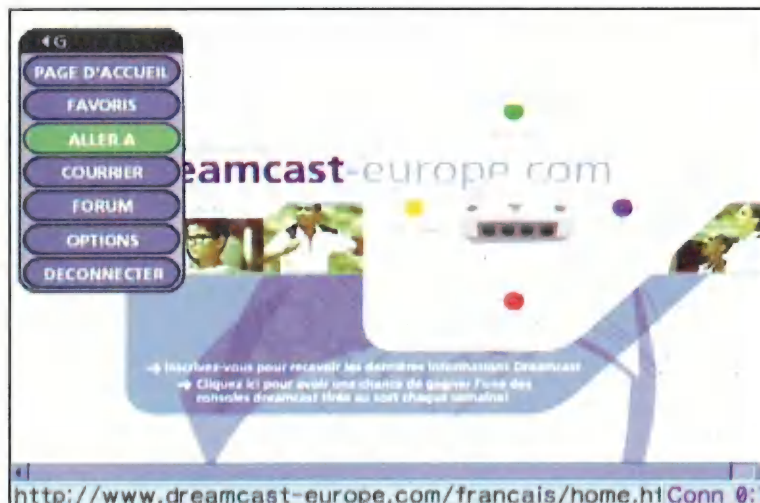 G
PAGE D'ACCUEIL
FAVORIS
ALLER A
COURRIER
FORUM
OPTIONS
DECONNECTER
eamcast-europe.com
Inscrivez-vous pour recevoir les dernières informations Dreamcast
Cliquez ici pour avoir une chance de gagner l'une des
consoles dreamcast tirée au sort chaque semaine!
http://www.dreamcast-europe.com/francais/home.ht Conn 0: